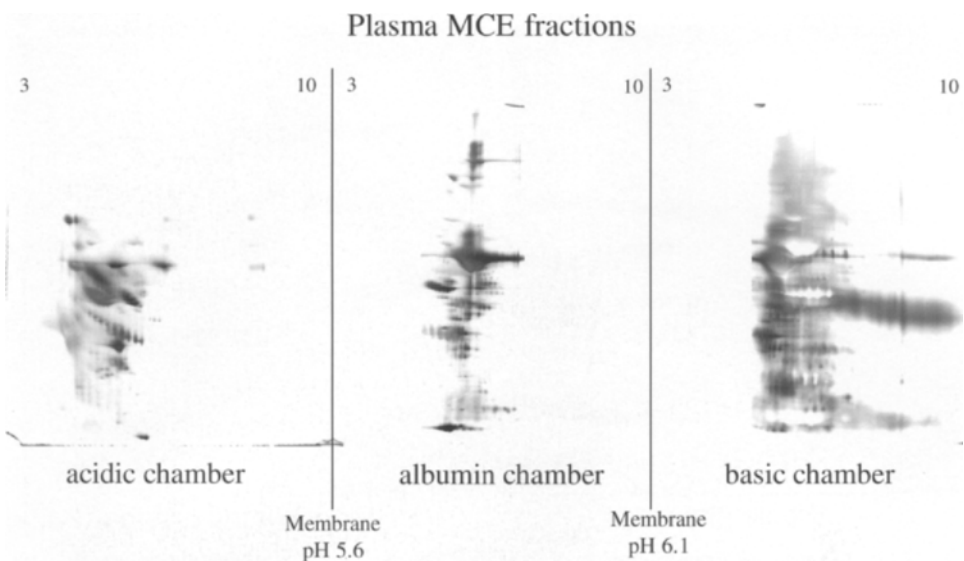 Plasma MCE fractions
3 10 3 10 3 10
acidic chamber albumin chamber basic chamber
Membrane
pH 5.6
Membrane
pH 6.1